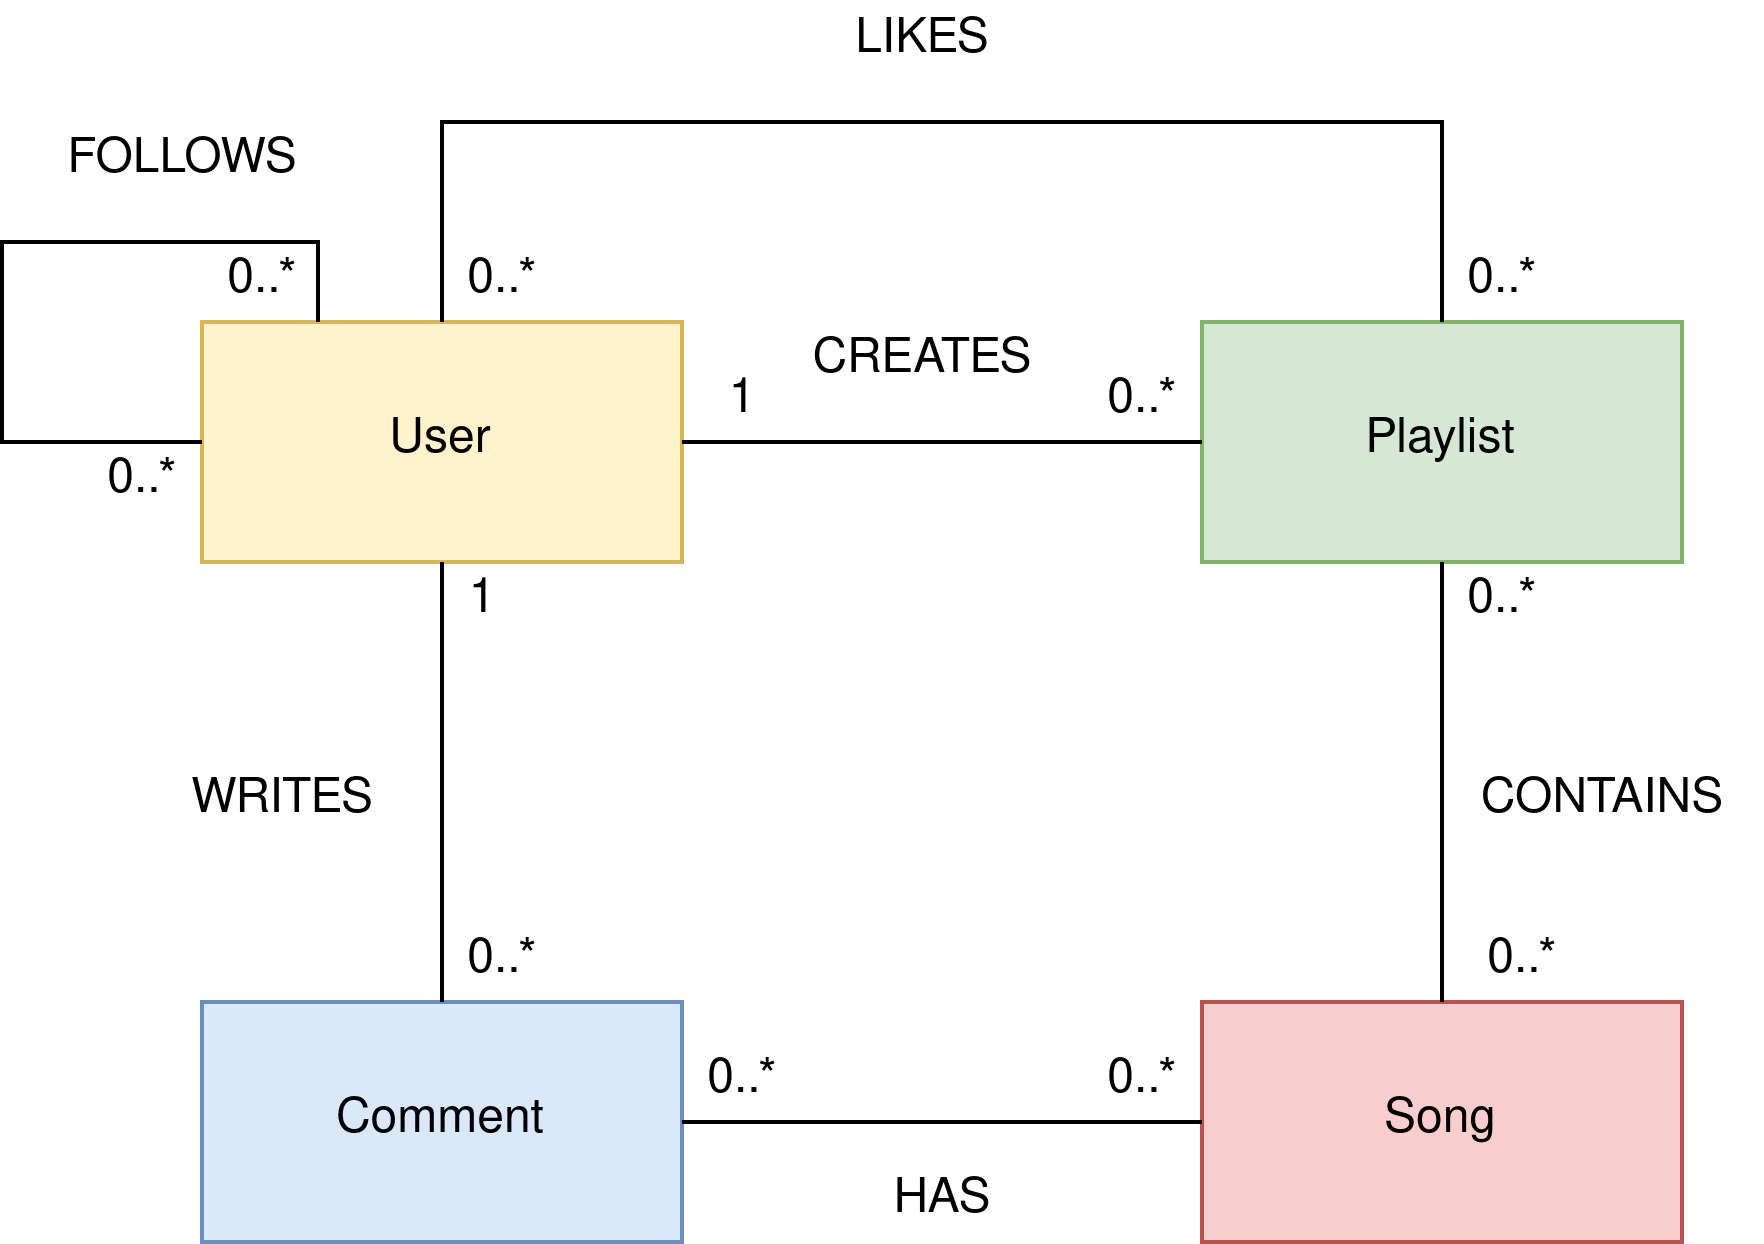 LIKES
FOLLOWS
0..*
0..*
0..*
CREATES
1
0..*
User
Playlist
0..*
1
0..*
WRITES
CONTAINS
0..*
0..*
0..*
0..*
Comment
Song
HAS